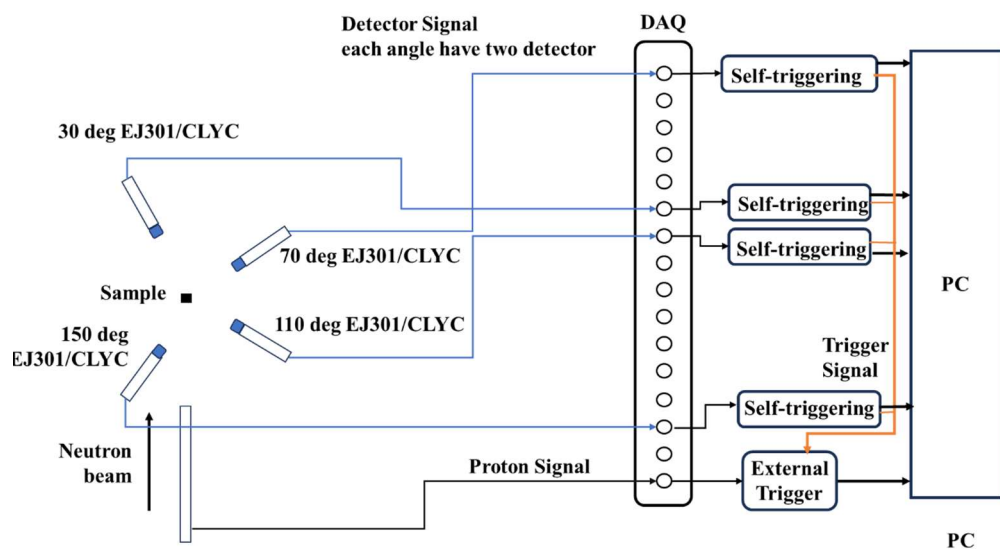 Detector Signal
each angle have two detector
DAQ
Self-triggering
30 deg EJ301/CLYC
Self-triggering
70 deg EJ301/CLYC
Self-triggering
Sample
PC
110 deg EJ301/CLYC
150 deg
EJ301/CLYC
Trigger
Signal
Self-triggering
Neutron
beam
Proton Signal
External
Trigger
PC